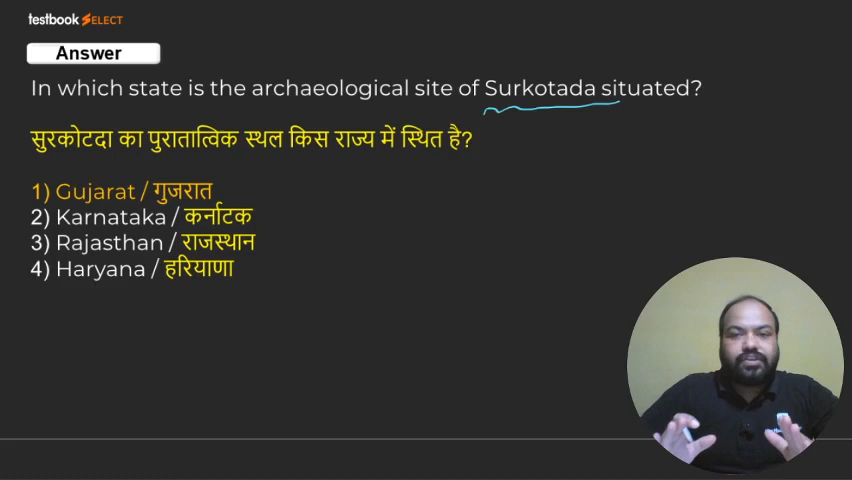 testbook SELECT
Answer
In which state is the archaeological site of Surkotada situated?
सुरकोटदा का पुरातात्विक स्थल किस राज्य में स्थित है?
1) Gujarat / गुजरात
2) Karnataka / कर्नाटक
3) Rajasthan / राजस्थान
4) Haryana / हरियाणा